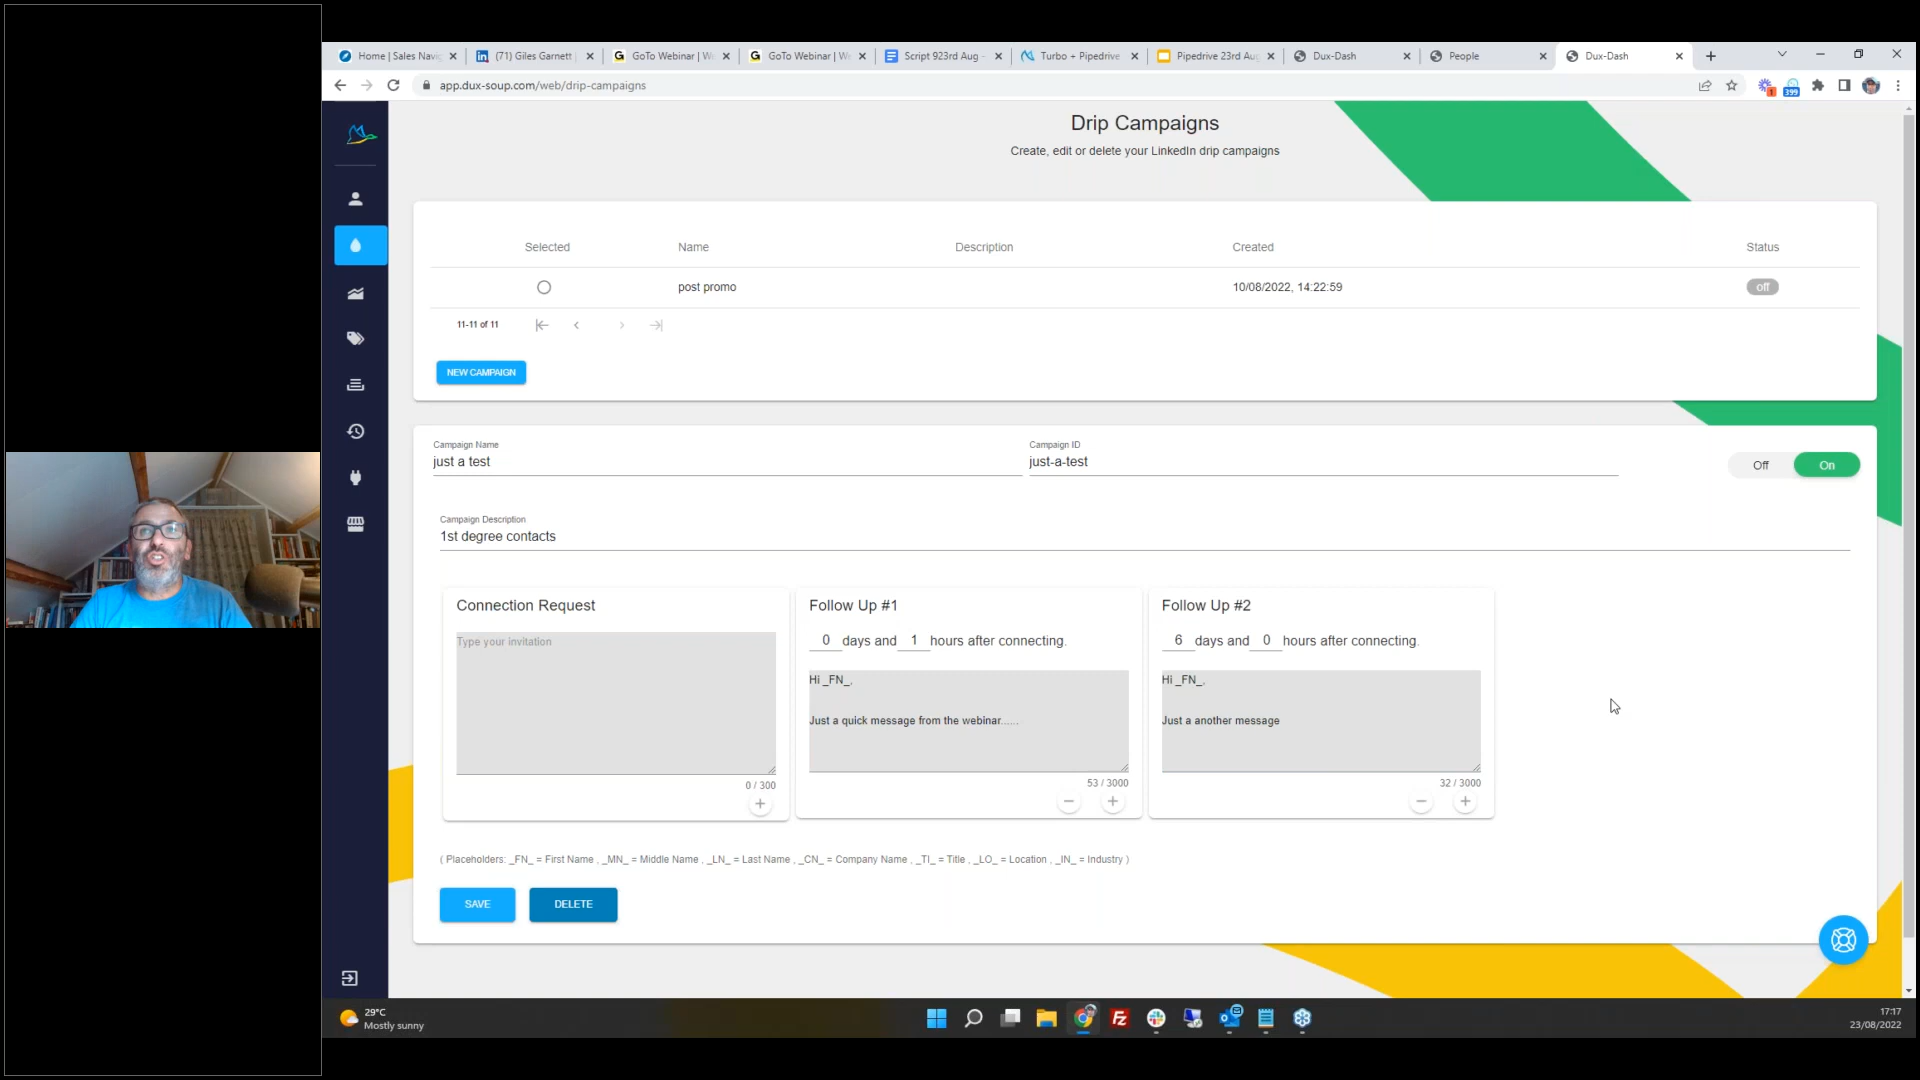 Home | Sales Navig
(71) Giles Garnett |
GoTo Webinar | We
GoTo Webinar | We
Script 923rd Aug -
Turbo + Pipedrive
Pipedrive 23rd Aug
Dux-Dash
People
Dux-Dash
app.dux-soup.com/web/drip-campaigns
1
399
Drip Campaigns
Create, edit or delete your LinkedIn drip campaigns
Selected Name Description Created Status
post promo 10/08/2022, 14:22:59 off
11-11 of 11
NEW CAMPAIGN
Campaign Name
just a test
Campaign ID
just-a-test
Off On
Campaign Description
1st degree contacts
Connection Request
Type your invitation
0 / 300
Follow Up #1
0 days and 1 hours after connecting.
Hi _FN_,
Just a quick message from the webinar......
53 / 3000
Follow Up #2
6 days and 0 hours after connecting.
Hi _FN_,
Just a another message
32 / 3000
( Placeholders: _FN_ = First Name , _MN_ = Middle Name , _LN_ = Last Name , _CN_ = Company Name , _TI_ = Title , _LO_ = Location , _IN_ = Industry )
SAVE DELETE
29°C
Mostly sunny
17:17
23/08/2022